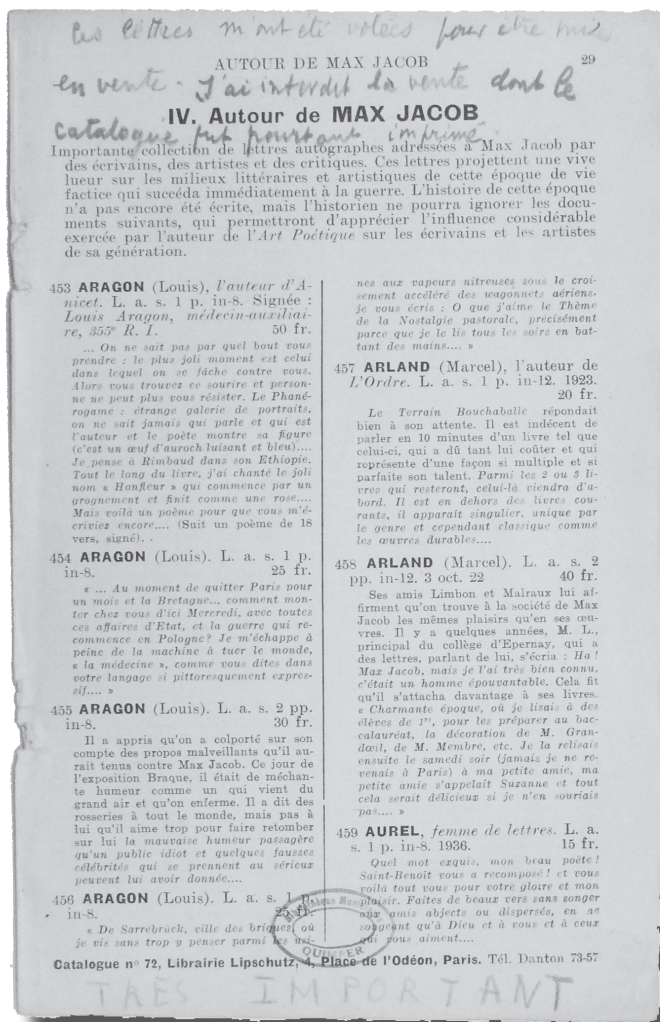 Ces lettres m'ont été volées pour être mises
AUTOUR DE MAX JACOB 29
en vente. J'ai interdit la vente dont le
IV. Autour de MAX JACOB
catalogue fut pourtant imprimé.
Importante collection de lettres autographes adressées à Max Jacob par
des écrivains, des artistes et des critiques. Ces lettres projettent une vive
lueur sur les milieux littéraires et artistiques de cette époque de vie
factice qui succéda immédiatement à la guerre. L'histoire de cette époque
n'a pas encore été écrite, mais l'historien ne pourra ignorer les docu-
ments suivants, qui permettront d'apprécier l'influence considérable
exercée par l'auteur de l'Art Poétique sur les écrivains et les artistes
de sa génération.
453 ARAGON (Louis), l'auteur d'A-
nicet. L. a. s. 1 p. in-8. Signée :
Louis Aragon, médecin-auxiliai-
re, 355e R. I. 50 fr.
... On ne sait pas par quel bout vous
prendre : le plus joli moment est celui
dans lequel on se fâche contre vous.
Alors vous trouvez ce sourire et person-
ne ne peut plus vous résister. Le Phané-
rogame : étrange galerie de portraits,
on ne sait jamais qui parle et qui est
l'auteur et le poète montre sa figure
(c'est un œuf d'auroch luisant et bleu)....
Je pense à Rimbaud dans son Ethiopie.
Tout le long du livre, j'ai chanté le joli
nom « Honfleur » qui commence par un
grognement et finit comme une rose....
Mais voilà un poème pour que vous m'é-
criviez encore.... (Suit un poème de 18
vers, signé).
454 ARAGON (Louis). L. a. s. 1 p.
in-8. 25 fr.
« ... Au moment de quitter Paris pour
un mois et la Bretagne... comment mon-
ter chez vous d'ici Mercredi, avec toutes
ces affaires d'Etat, et la guerre qui re-
commence en Pologne? Je m'échappe à
peine de la machine à tuer le monde,
« la médecine », comme vous dites dans
votre langage si pittoresquement expres-
sif.... »
455 ARAGON (Louis). L. a. s. 2 pp.
in-8. 30 fr.
Il a appris qu'on a colporté sur son
compte des propos malveillants qu'il au-
rait tenus contre Max Jacob. Ce jour de
l'exposition Braque, il était de méchan-
te humeur comme un qui vient du
grand air et qu'on enferme. Il a dit des
rosseries à tout le monde, mais pas à
lui qu'il aime trop pour faire retomber
sur lui la mauvaise humeur passagère
qu'un public idiot et quelques fausses
célébrités qui se prennent au sérieux
peuvent lui avoir donnée....
456 ARAGON (Louis). L. a. s. 1 p.
in-8. 25 fr.
« De Sarrebrück, ville des briques, où
je vis sans trop y penser parmi les usi-
nes aux vapeurs nitreuses sous le croi-
sement accéléré des wagonnets aériens,
je vous écris : O que j'aime le Thème
de la Nostalgie pastorale, précisément
parce que je le lis tous les soirs en bat-
tant des mains.... »
457 ARLAND (Marcel), l'auteur de
L'Ordre. L. a. s. 1 p. in-12. 1923.
20 fr.
Le Terrain Bouchaballe répondait
bien à son attente. Il est indécent de
parler en 10 minutes d'un livre tel que
celui-ci, qui a dû tant lui coûter et qui
représente d'une façon si multiple et si
parfaite son talent. Parmi les 2 ou 3 li-
vres qui resteront, celui-là viendra d'a-
bord. Il est en dehors des livres cou-
rants, il apparaît singulier, unique par
le genre et cependant classique comme
les œuvres durables....
458 ARLAND (Marcel). L. a. s. 2
pp. in-12. 3 oct. 22 40 fr.
Ses amis Limbon et Malraux lui af-
firment qu'on trouve à la société de Max
Jacob les mêmes plaisirs qu'en ses œu-
vres. Il y a quelques années, M. L.,
principal du collège d'Epernay, qui a
des lettres, parlant de lui, s'écria : Ha!
Max Jacob, mais je l'ai très bien connu,
c'était un homme épouvantable. Cela fit
qu'il s'attacha davantage à ses livres.
« Charmante époque, où je lisais à des
élèves de 1re, pour les préparer au bac-
calauréat, la décoration de M. Gran-
dœil, de M. Membre, etc. Je la relisais
ensuite le samedi soir (jamais je ne re-
venais à Paris) à ma petite amie, ma
petite amie s'appelait Suzanne et tout
cela serait délicieux si je n'en souriais
pas.... »
459 AUREL, femme de lettres. L. a.
s. 1 p. in-8. 1936. 15 fr.
Quel mot exquis, mon beau poète!
Saint-Benoit vous a recomposé! et vous
voilà tout vous pour votre gloire et mon
plaisir. Faites de beaux vers sans songer
aux amis abjects ou dispersés, en ne
songeant qu'à Dieu et à vous et à ceux
qui vous aiment....
QUIMPER
Catalogue n° 72, Librairie Lipschutz, 4, Place de l'Odéon, Paris. Tél. Danton 73-57
TRES IMPORTANT